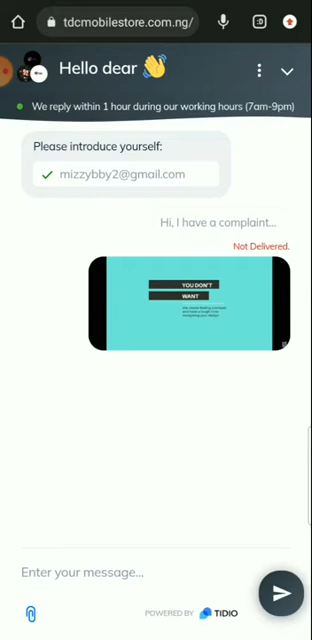 tdcmobilestore.com.ng/
:D
Hello dear 👋
We reply within 1 hour during our working hours (7am-9pm)
Please introduce yourself:
mizzybby2@gmail.com
Hi, I have a complaint...
Not Delivered.
YOU DON'T
WANT
Enter your message...
POWERED BY TIDIO